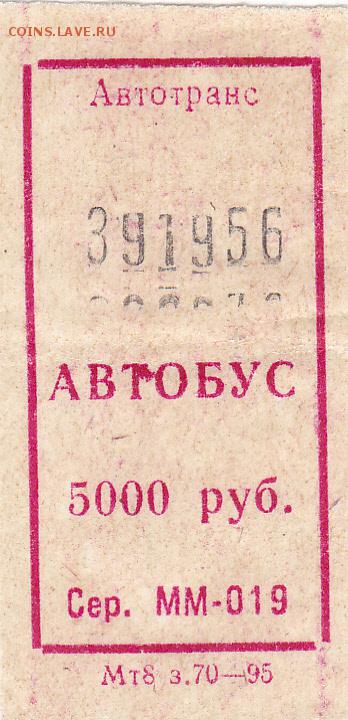 COINS.LAVE.RU
Автотранс
391956
АВТОБУС
5000 руб.
Сер. ММ-019
Мт8 з.70—95